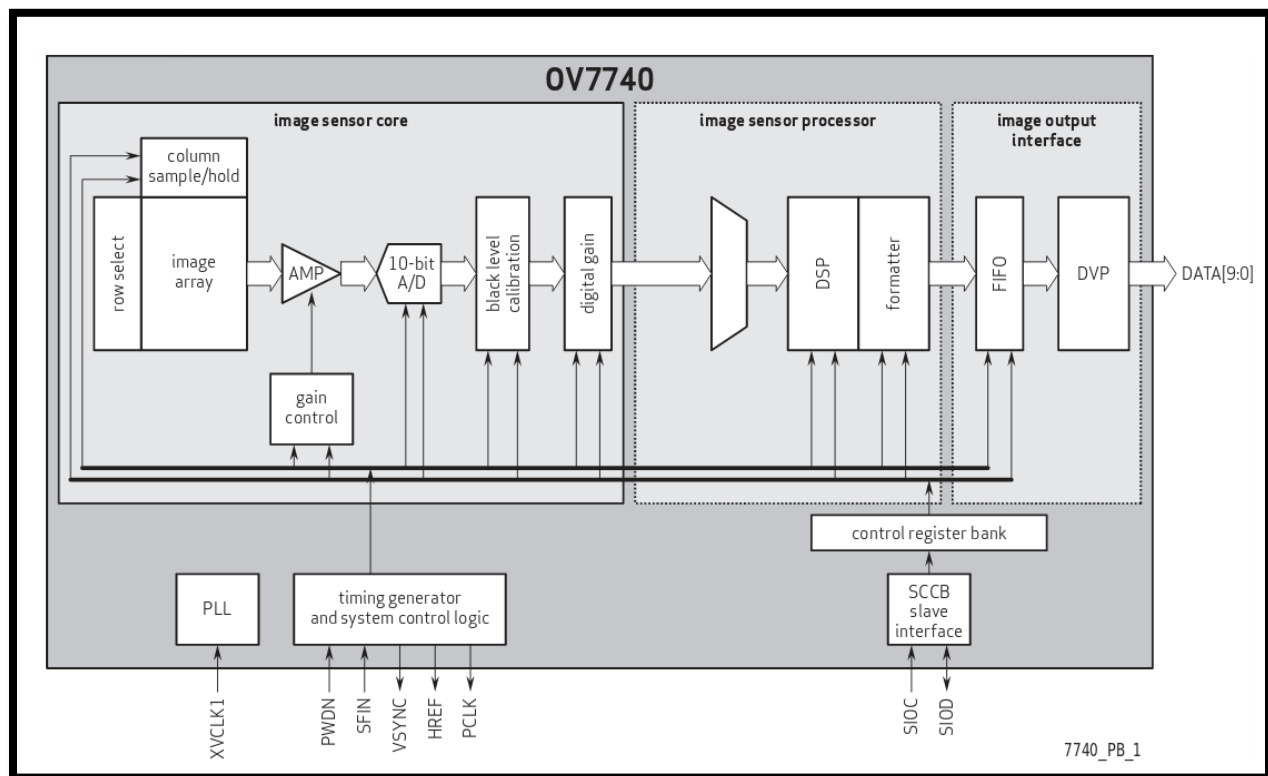 OV7740
image sensor core
image sensor processor
image output
interface
column
sample/hold
row select
image
array
AMP
10-bit
A/D
black level
calibration
digital gain
DSP
formatter
FIFO
DVP
DATA[9:0]
gain
control
control register bank
PLL
timing generator
and system control logic
SCCB
slave
interface
XVCLK1
PWDN
SFIN
VSYNC
HREF
PCLK
SIOC
SIOD
7740_PB_1